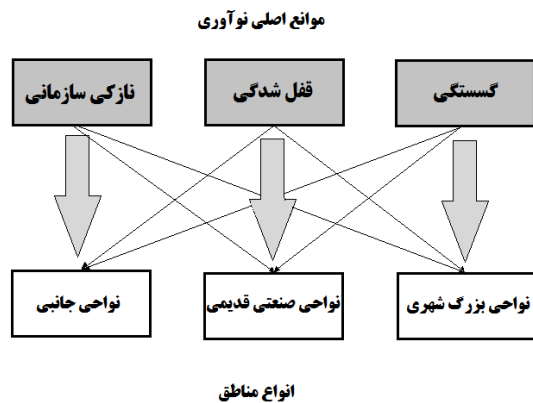 موانع اصلی نوآوری
گسستگی
قفل شدگی
نازکی سازمانی
نواحی بزرگ شهری
نواحی صنعتی قدیمی
نواحی جانبی
انواع مناطق